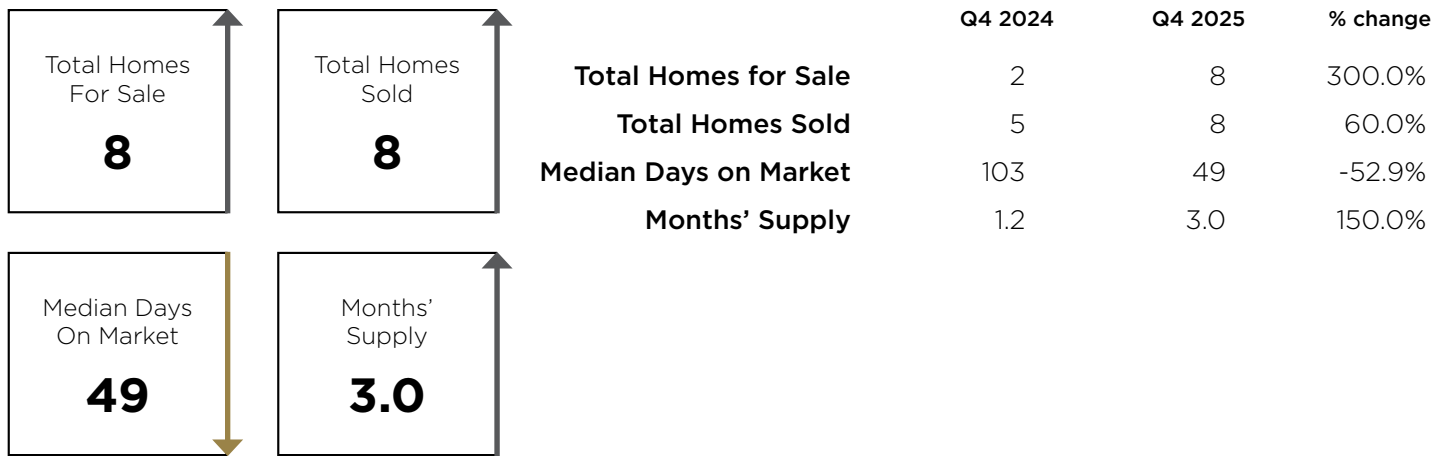 Total Homes
For Sale
8
Total Homes
Sold
8
Median Days
On Market
49
Months’
Supply
3.0
Q4 2024 Q4 2025 % change
Total Homes for Sale 2 8 300.0%
Total Homes Sold 5 8 60.0%
Median Days on Market 103 49 -52.9%
Months’ Supply 1.2 3.0 150.0%